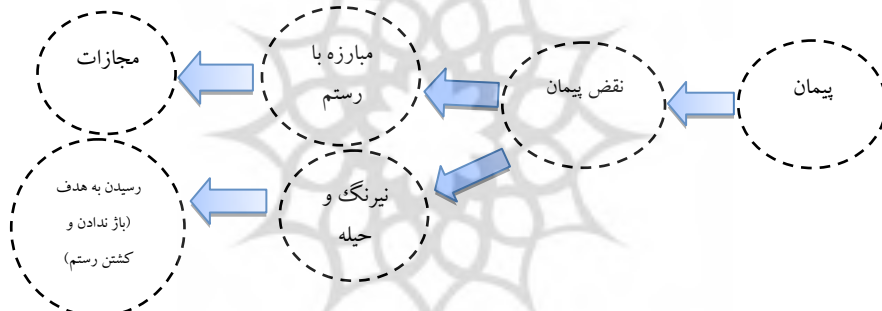 پیمان
نقض پیمان
مبارزه با
رستم
مجازات
نیرنگ و
حیله
رسیدن به هدف
(باژ ندادن و
کشتن رستم)